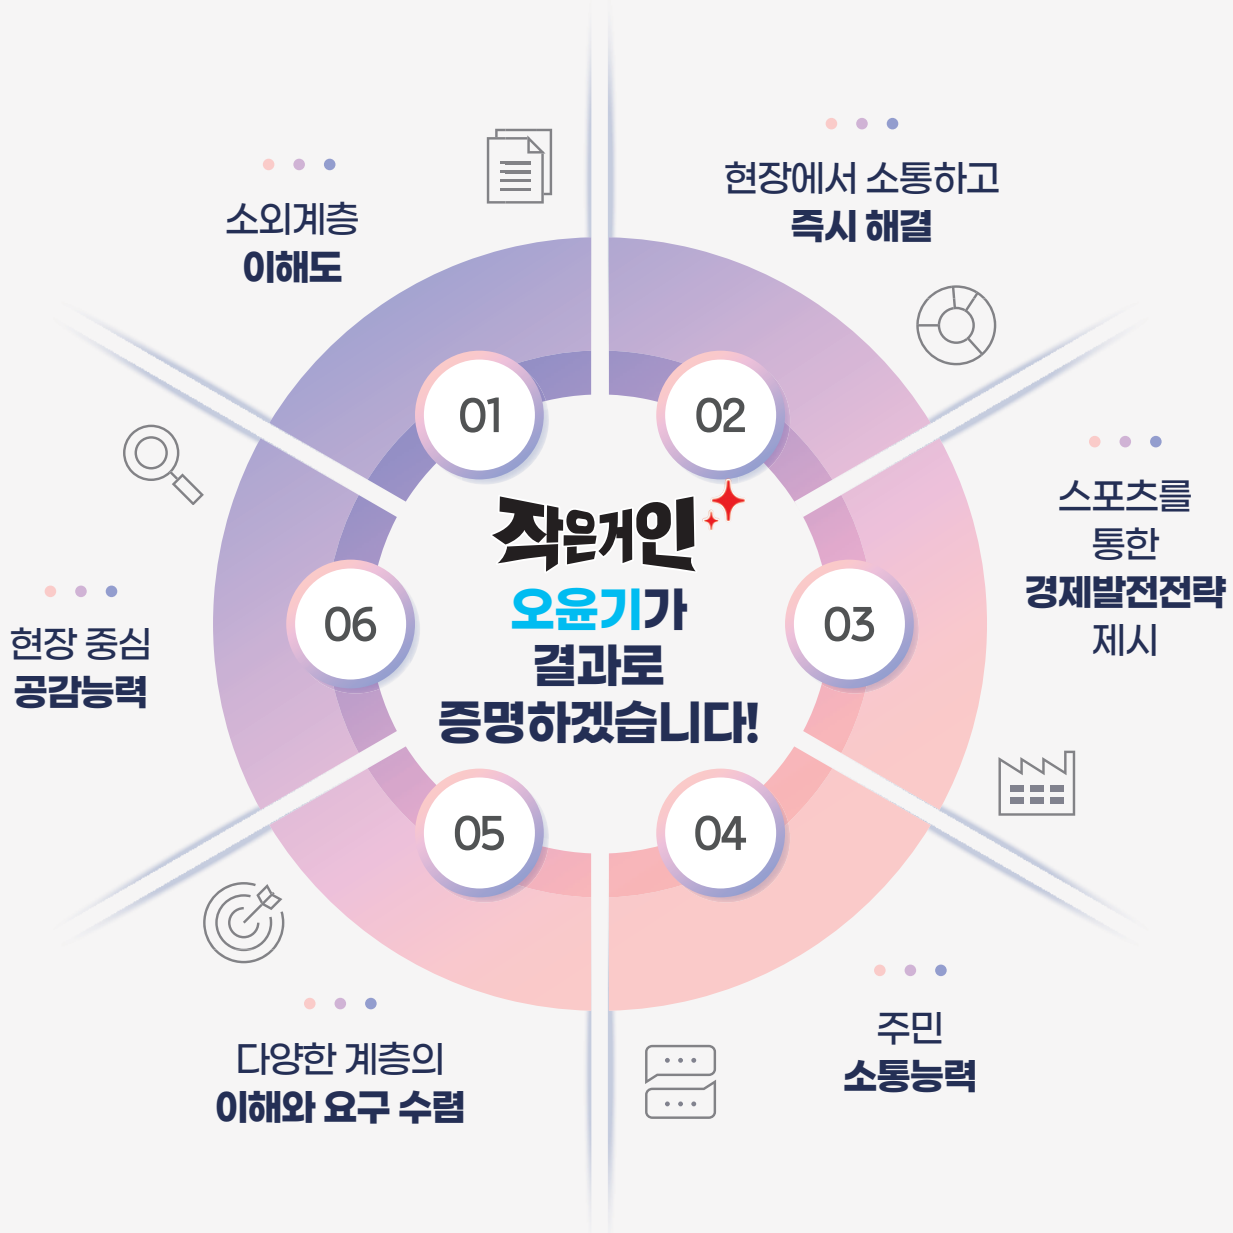 소외계층
이해도
01
현장에서 소통하고
즉시 해결
02
스포츠를
통한
경제발전전략
제시
03
주민
소통능력
04
다양한 계층의
이해와 요구 수렴
05
현장 중심
공감능력
06
작은거인
오윤기가
결과로
증명하겠습니다!